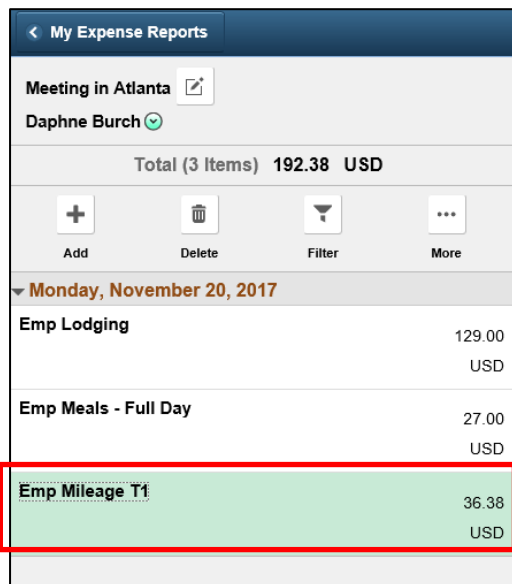 My Expense Reports
Meeting in Atlanta
Daphne Burch
Total (3 Items) 192.38 USD
Add Delete Filter More
Monday, November 20, 2017
Emp Lodging
129.00
USD
Emp Meals - Full Day
27.00
USD
Emp Mileage T1
36.38
USD